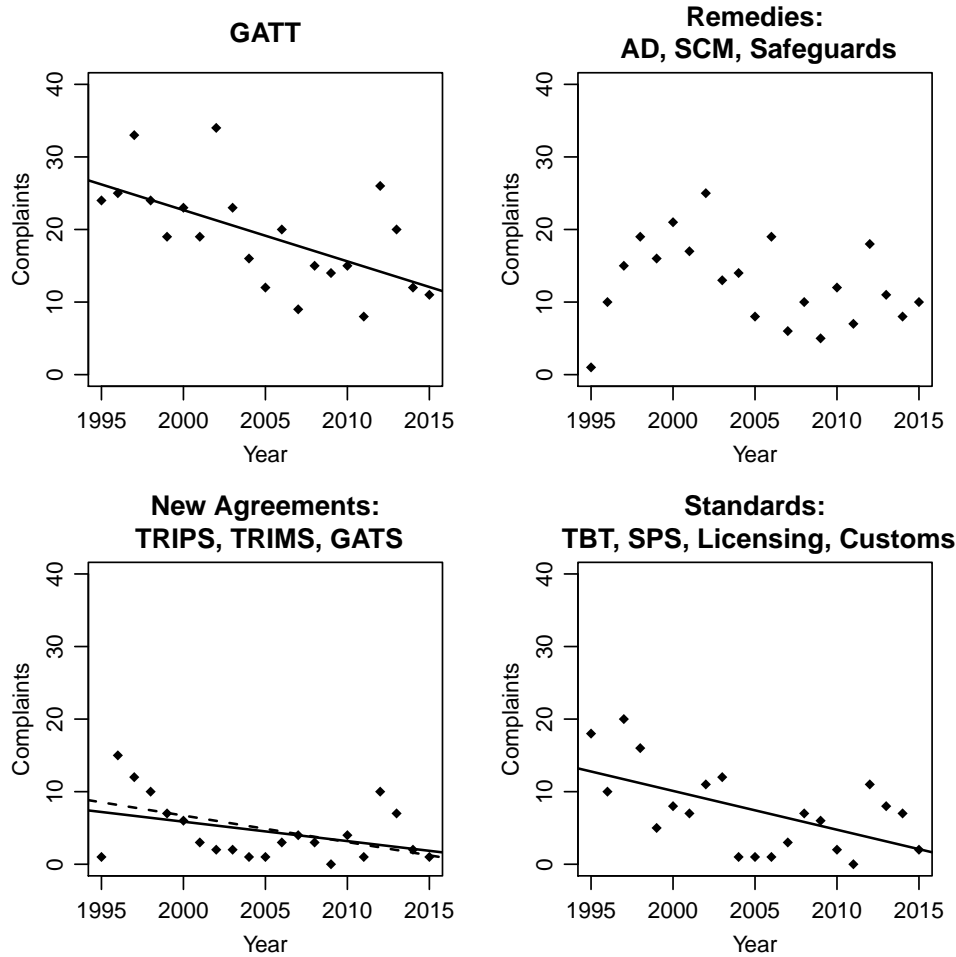 GATT
Complaints
40
30
20
10
0
1995 2000 2005 2010 2015
Year
Remedies:
AD, SCM, Safeguards
Complaints
40
30
20
10
0
1995 2000 2005 2010 2015
Year
New Agreements:
TRIPS, TRIMS, GATS
Complaints
40
30
20
10
0
1995 2000 2005 2010 2015
Year
Standards:
TBT, SPS, Licensing, Customs
Complaints
40
30
20
10
0
1995 2000 2005 2010 2015
Year